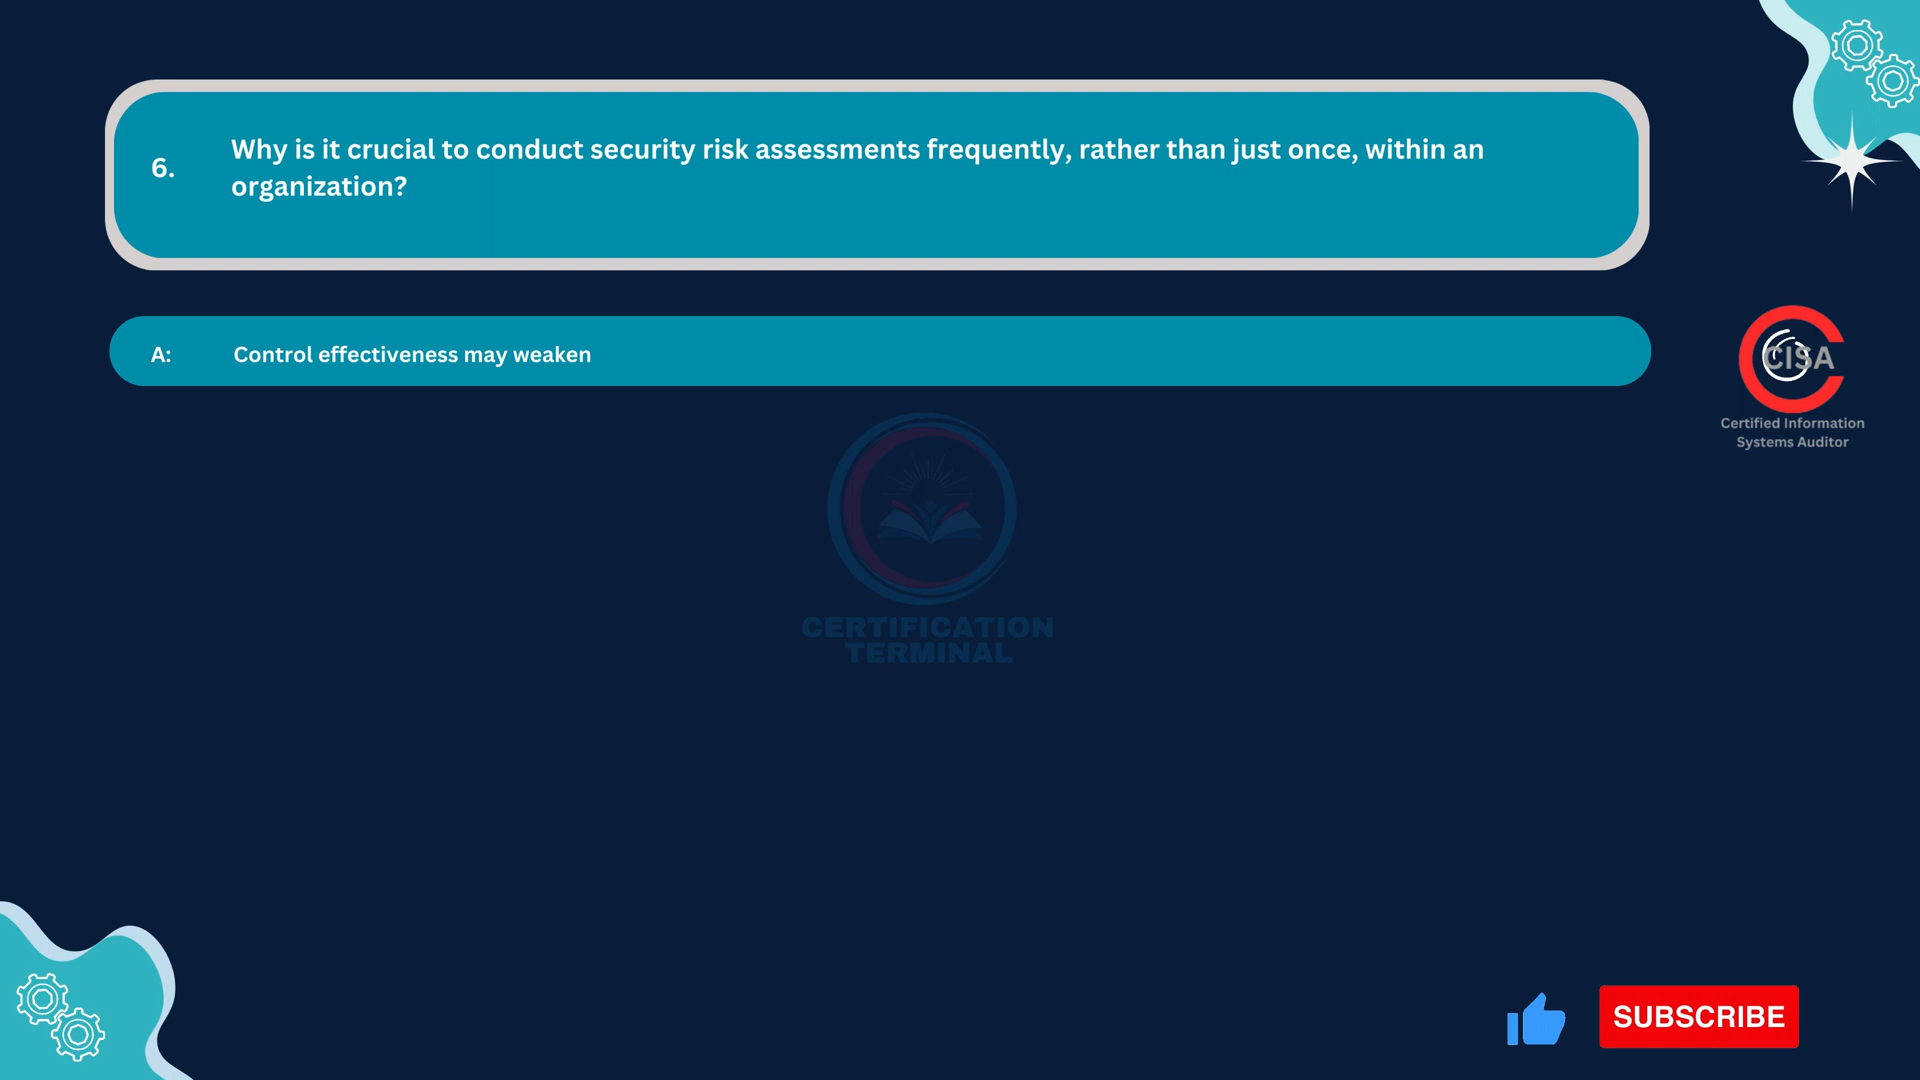 6.
Why is it crucial to conduct security risk assessments frequently, rather than just once, within an
organization?
A: Control effectiveness may weaken
CISA
Certified Information
Systems Auditor
CERTIFICATION
TERMINAL
SUBSCRIBE